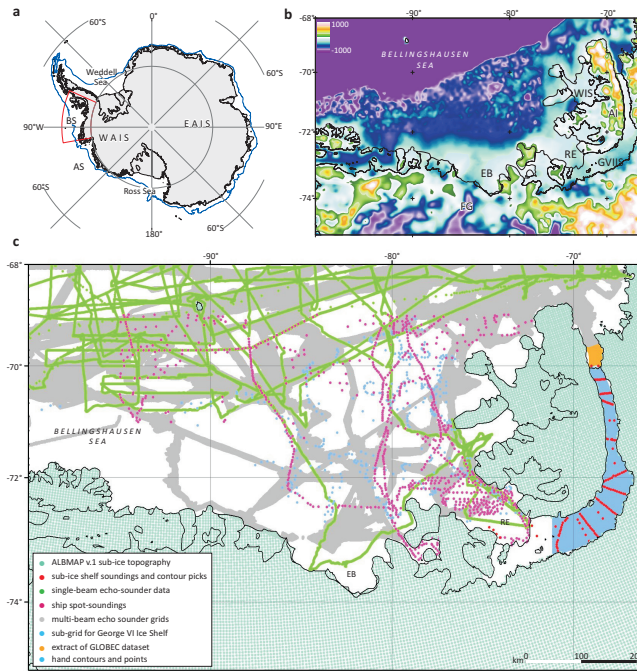 a
0°
60°S
60°S
Weddell
Sea
BS
90°W
90°E
W A I S
E A I S
AS
Ross Sea
60°S
60°S
180°
b
-90°
-80°
-70°
-68°
1000
-1000
BELLINGSHAUSEN
SEA
-70°
WIS
AI
-72°
RE
GVIIS
EB
-74°
FG
c
-90°
-80°
-70°
-68°
-70°
BELLINGSHAUSEN
SEA
-72°
RE
EB
-74°
ALBMAP v.1 sub-ice topography
sub-ice shelf soundings and contour picks
single-beam echo-sounder data
ship spot-soundings
multi-beam echo sounder grids
sub-grid for George VI Ice Shelf
extract of GLOBEC dataset
hand contours and points
km
0
100